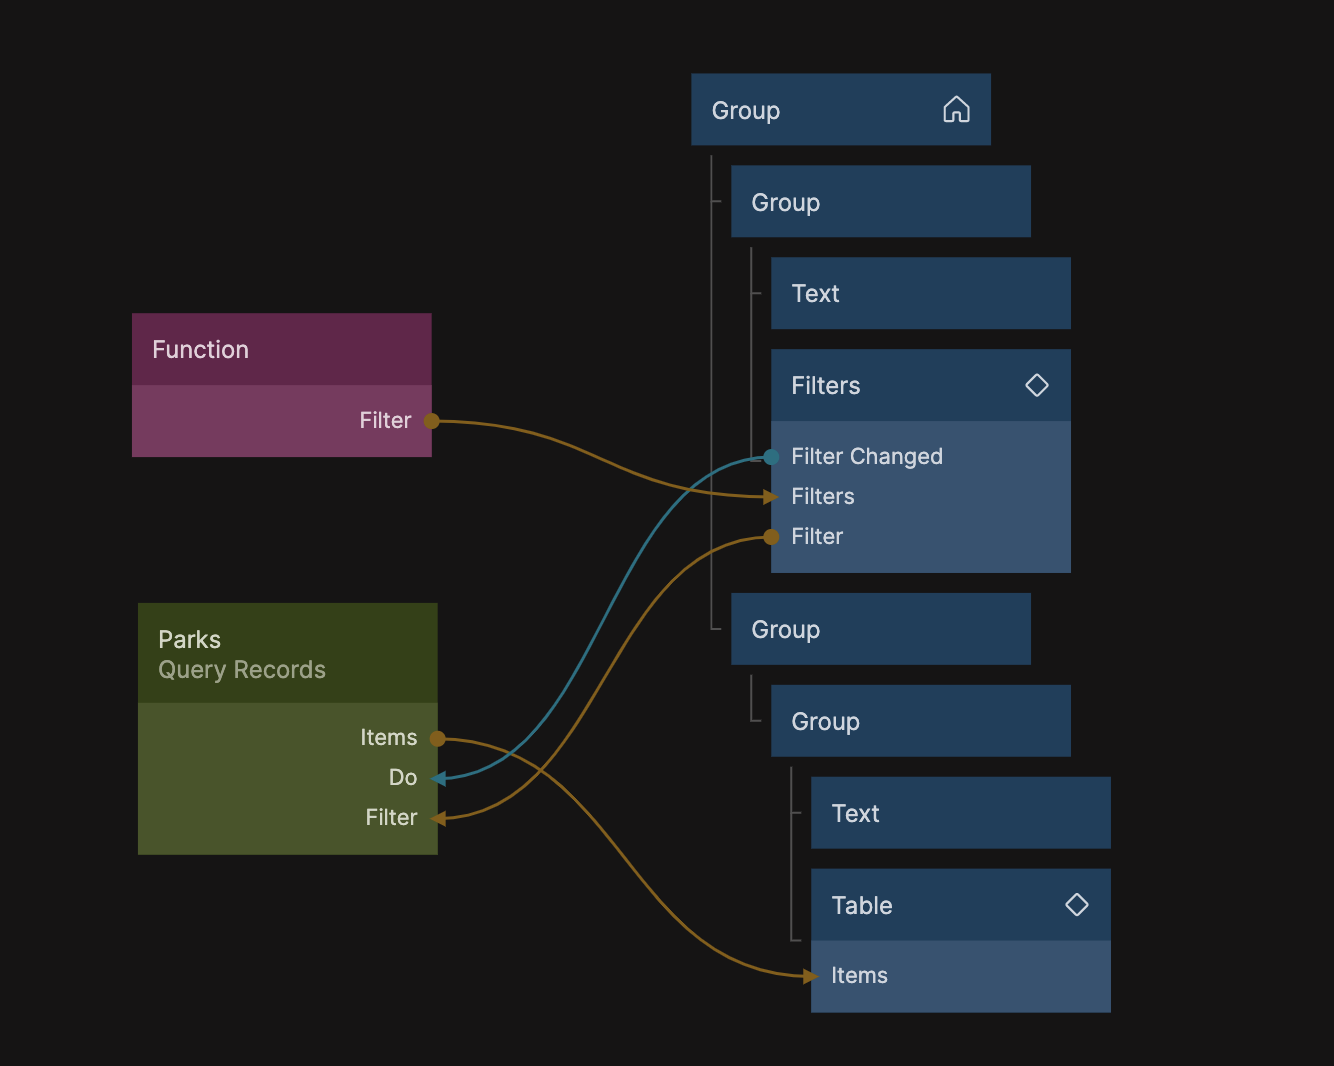 Group
Group
Text
Function
Filter
Filters
Filter Changed
Filters
Filter
Parks
Query Records
Items
Do
Filter
Group
Group
Text
Table
Items